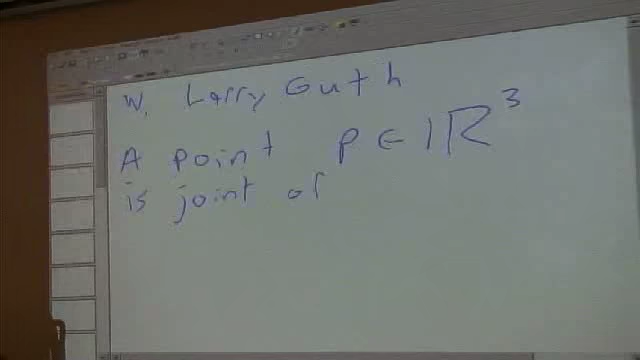 W. Larry Guth
A point p ∈ ℝ³
is joint of